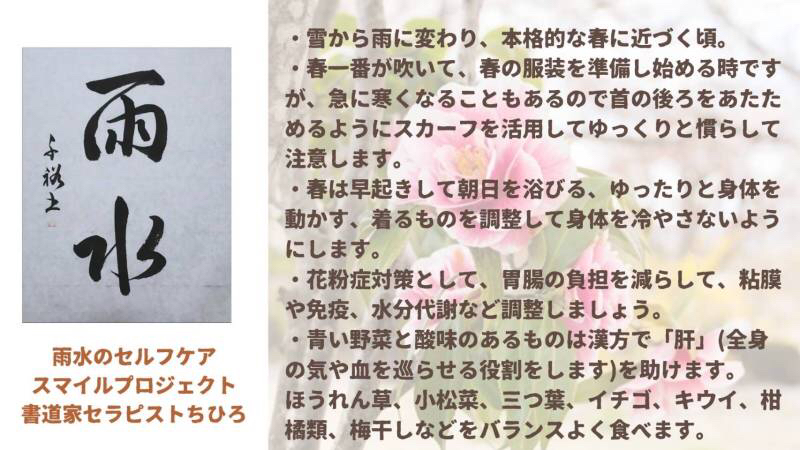 雨水
雨水のセルフケア
スマイルプロジェクト
書道家セラピストちひろ
・雪から雨に変わり、本格的な春に近づく頃。
・春一番が吹いて、春の服装を準備し始める時です
が、急に寒くなることもあるので首の後ろをあたた
めるようにスカーフを活用してゆっくりと慣らして
注意します。
・春は早起きして朝日を浴びる、ゆったりと身体を
動かす、着るものを調整して身体を冷やさないよう
にします。
・花粉症対策として、胃腸の負担を減らして、粘膜
や免疫、水分代謝など調整しましょう。
・青い野菜と酸味のあるものは漢方で「肝」(全身
の気や血を巡らせる役割をします)を助けます。
ほうれん草、小松菜、三つ葉、イチゴ、キウイ、柑
橘類、梅干しなどをバランスよく食べます。